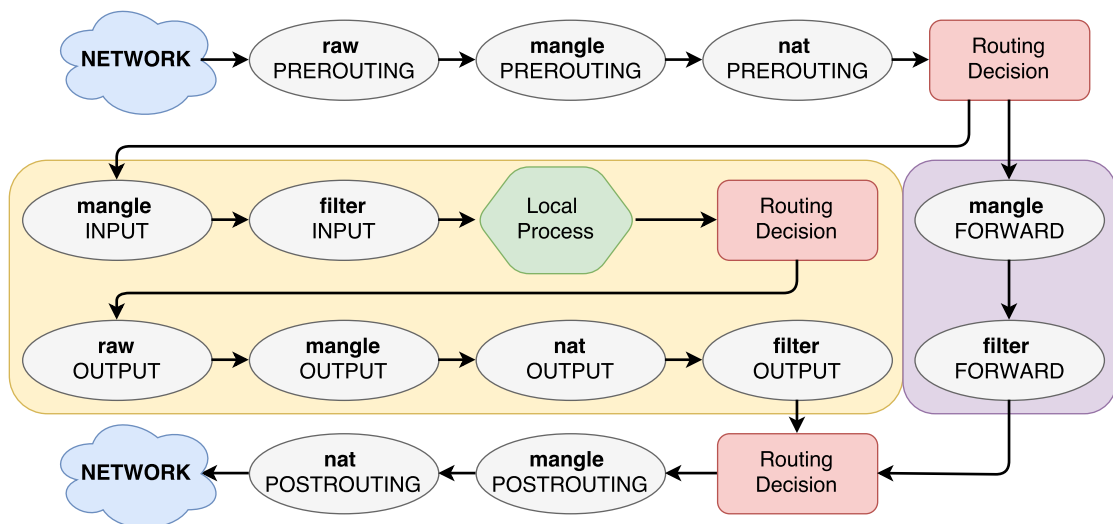 NETWORK
raw
PREROUTING
mangle
PREROUTING
nat
PREROUTING
Routing
Decision
mangle
INPUT
filter
INPUT
Local
Process
Routing
Decision
mangle
FORWARD
raw
OUTPUT
mangle
OUTPUT
nat
OUTPUT
filter
OUTPUT
filter
FORWARD
NETWORK
nat
POSTROUTING
mangle
POSTROUTING
Routing
Decision